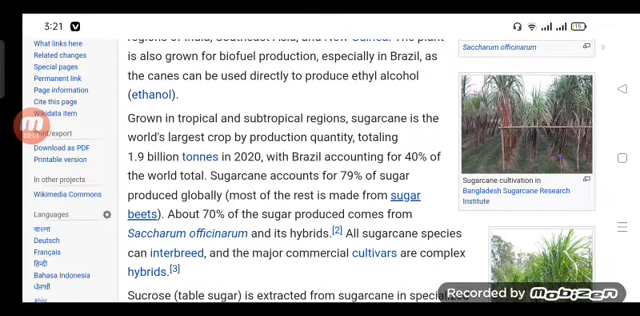 3:21
15
What links here
Related changes
Special pages
Permanent link
Page information
Cite this page
Wikidata item
Print/export
Download as PDF
Printable version
In other projects
Wikimedia Commons
Languages
বাংলা
Deutsch
Français
हिन्दी
Bahasa Indonesia
ਪੰਜਾਬੀ
03:01
regions of India, Southeast Asia, and New Guinea. The plant
is also grown for biofuel production, especially in Brazil, as
the canes can be used directly to produce ethyl alcohol
(ethanol).
Grown in tropical and subtropical regions, sugarcane is the
world's largest crop by production quantity, totaling
1.9 billion tonnes in 2020, with Brazil accounting for 40% of
the world total. Sugarcane accounts for 79% of sugar
produced globally (most of the rest is made from sugar
beets). About 70% of the sugar produced comes from
Saccharum officinarum and its hybrids.[2] All sugarcane species
can interbreed, and the major commercial cultivars are complex
hybrids.[3]
Sucrose (table sugar) is extracted from sugarcane in
Saccharum officinarum
Sugarcane cultivation in
Bangladesh Sugarcane Research
Institute
Recorded by Mobizen